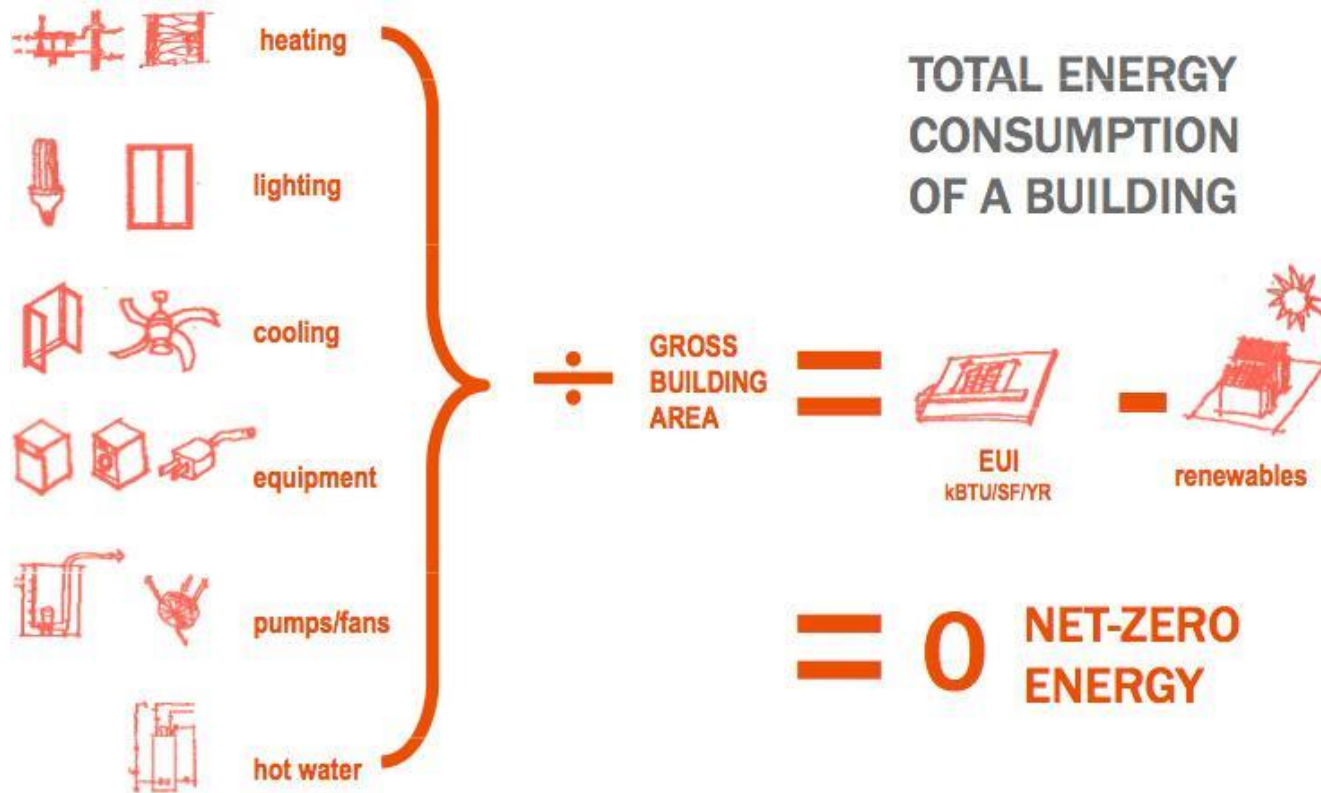 heating
lighting
cooling
equipment
pumps/fans
hot water
÷
GROSS
BUILDING
AREA
=
TOTAL ENERGY
CONSUMPTION
OF A BUILDING
EUI
kBTU/SF/YR
-
renewables
= 0 NET-ZERO
ENERGY